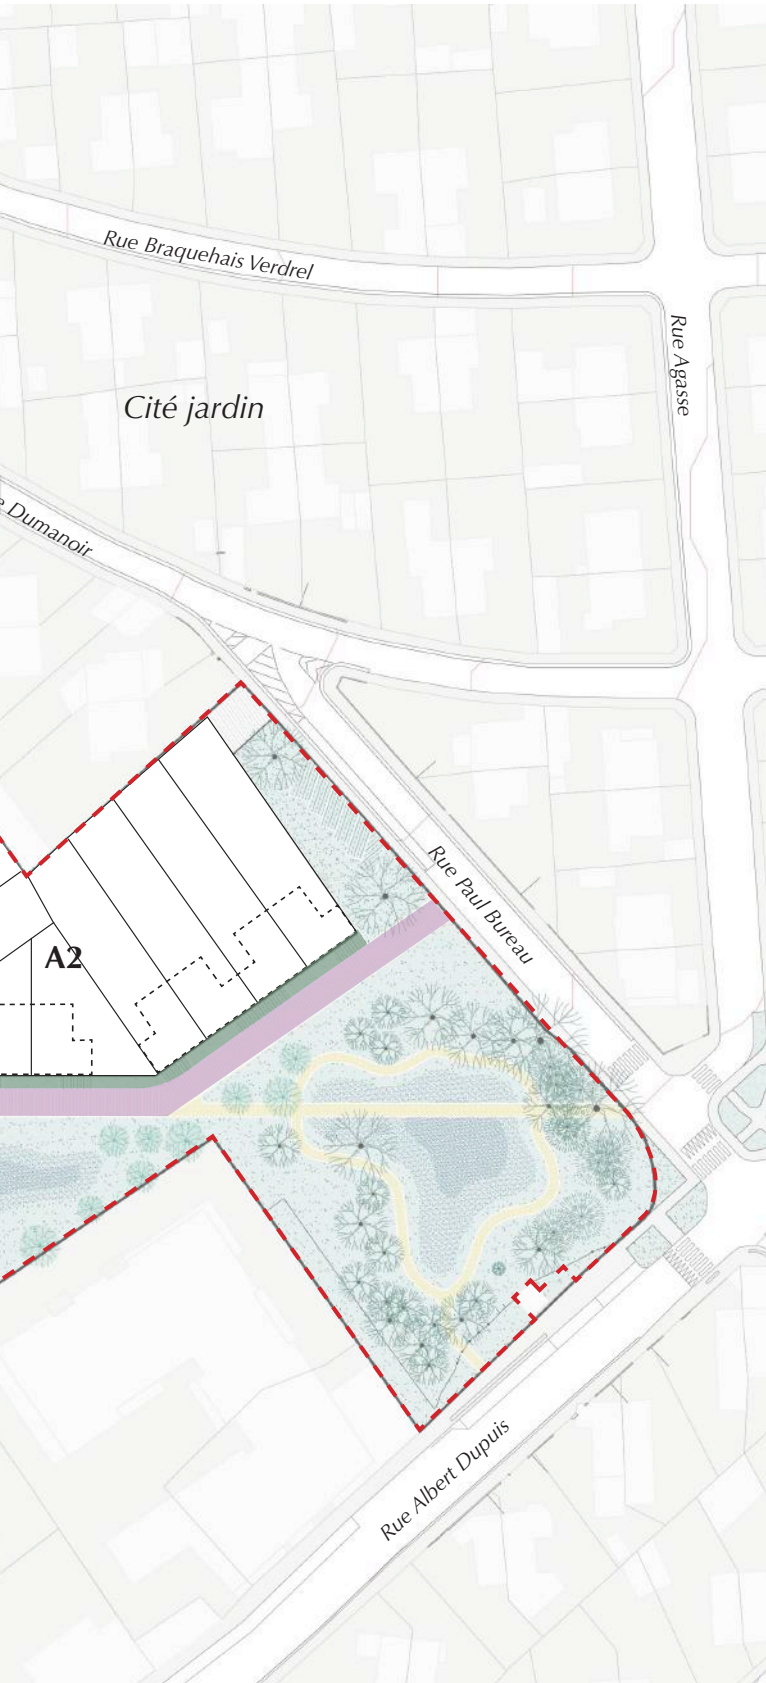 Rue Braquehais Verdrel
Rue Agasse
Cité jardin
Dumanoir
Rue Paul Bureau
A2
Rue Albert Dupuis